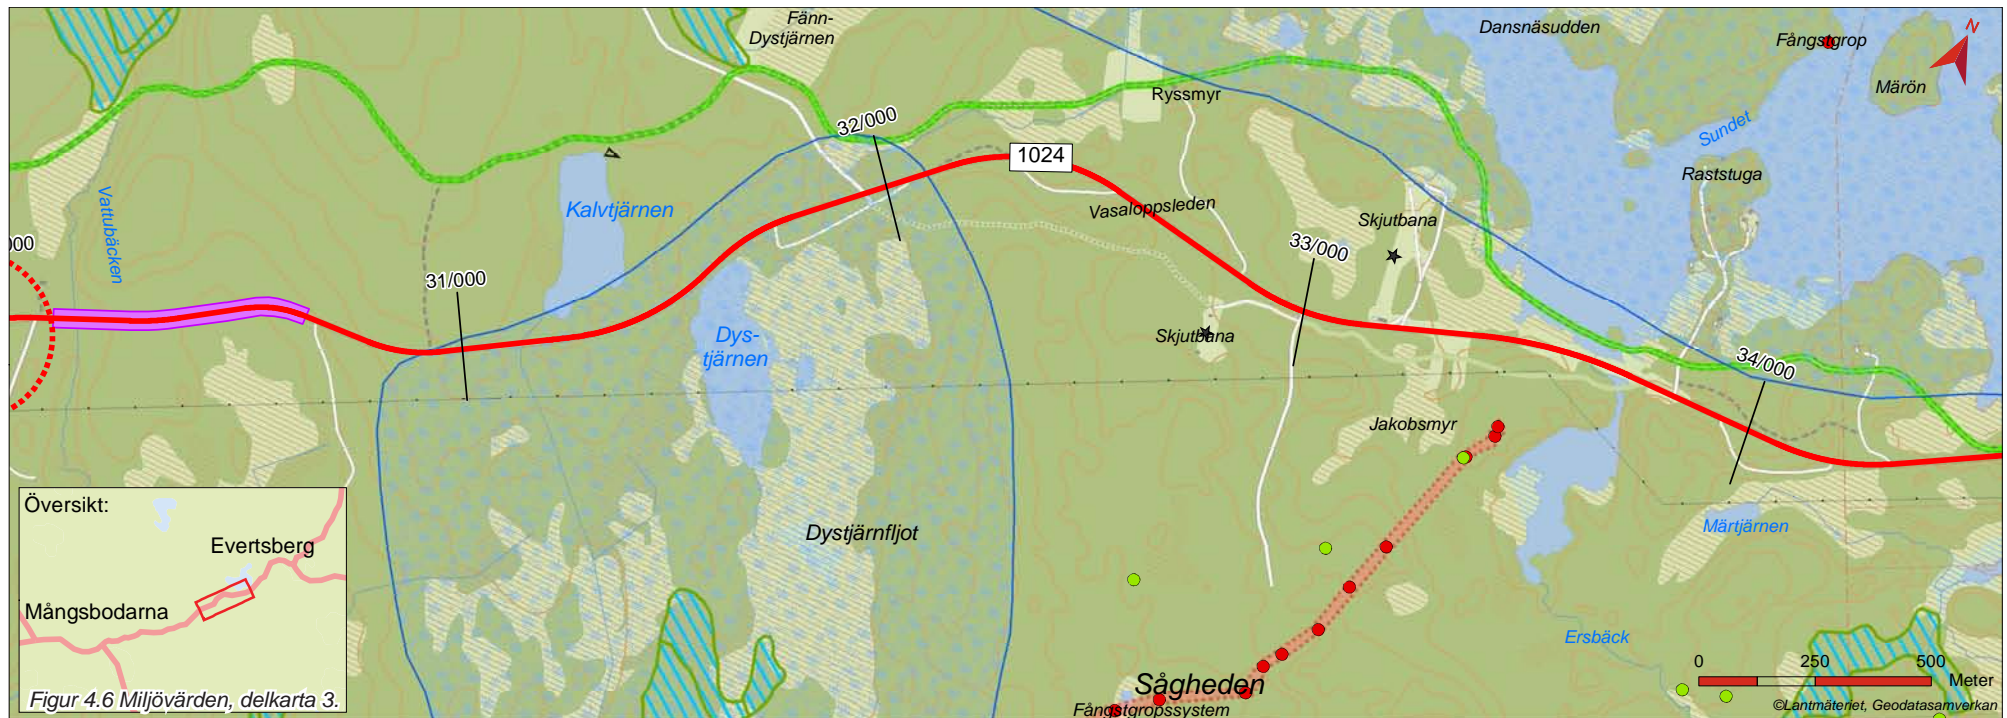 Fänn-
Dystjärnen
Dansnäsudden
Fångstgrop
N
Märön
Ryssmyr
32/000
Sundet
1024
Raststuga
Vattubäcken
Kalvtjärnen
Vasaloppsleden
Skjutbana
000
31/000
33/000
Dys-
tjärnen
Skjutbana
34/000
Jakobsmyr
Översikt:
Evertsberg
Mångsbodarna
Figur 4.6 Miljövärden, delkarta 3.
Dystjärnfljot
Märtjärnen
Ersbäck
Sågheden
Fångstgropssystem
0 250 500
Meter
©Lantmäteriet, Geodatasamverkan